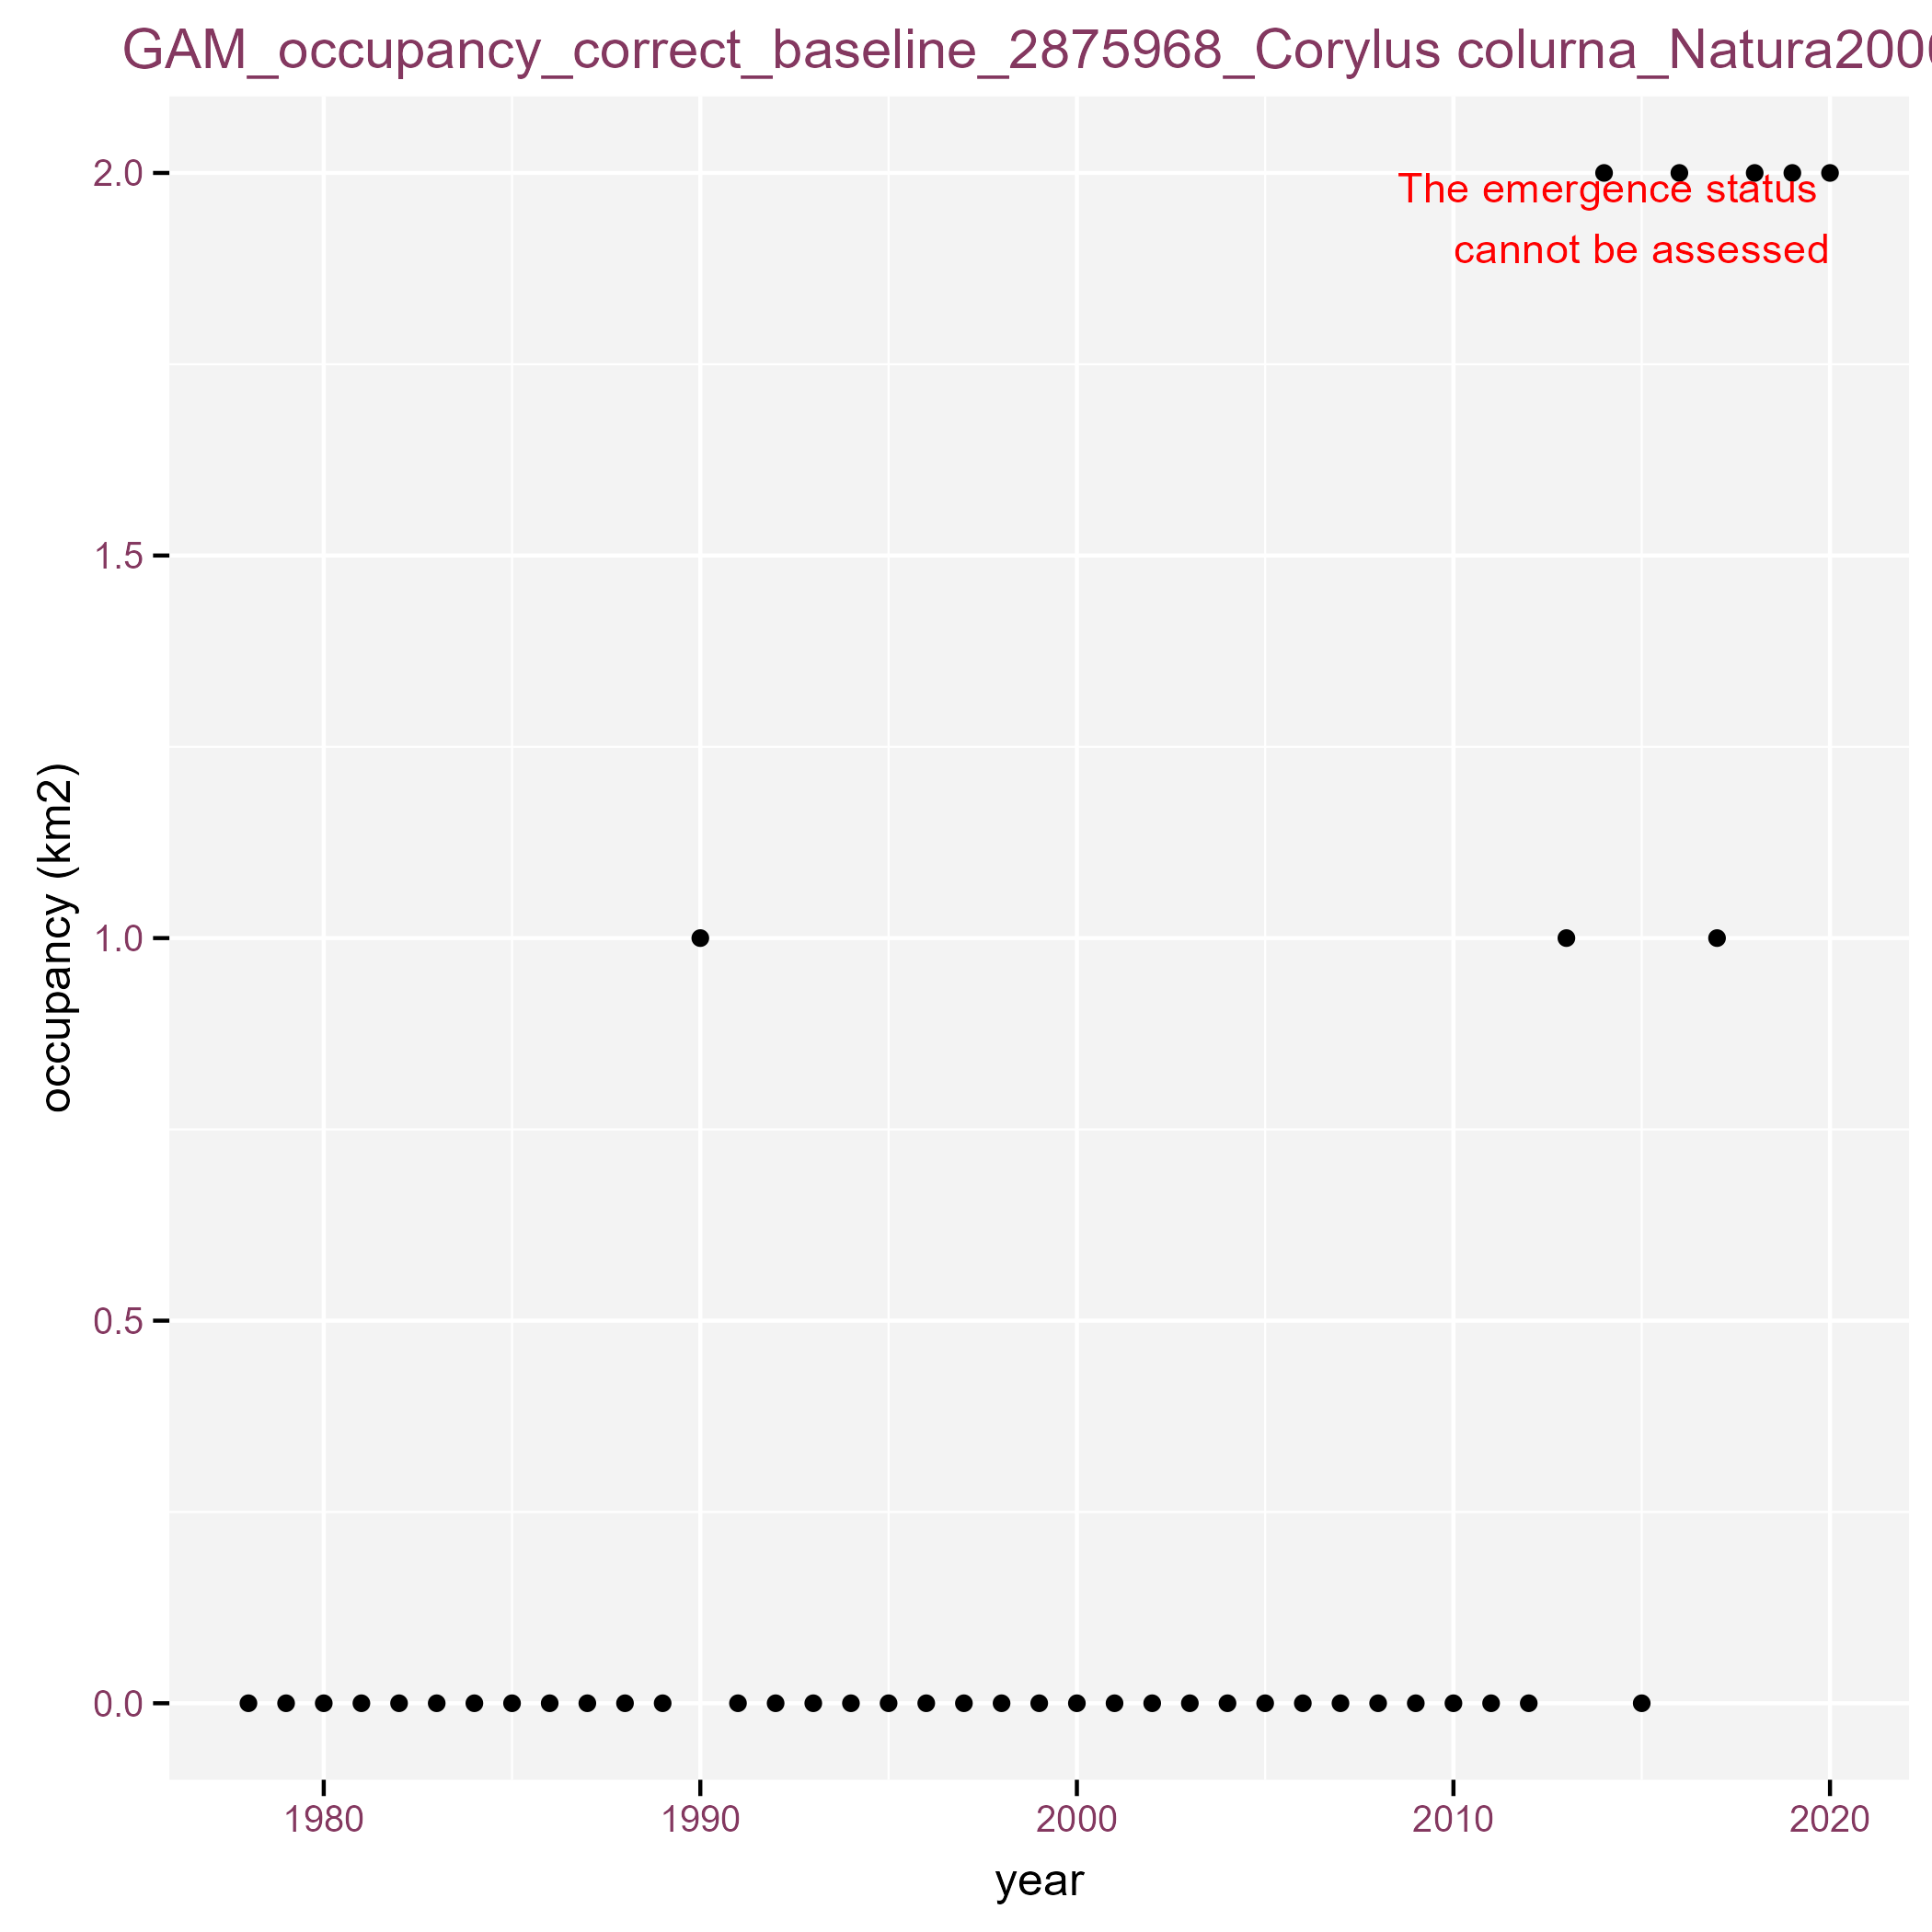 GAM_occupancy_correct_baseline_2875968_Corylus colurna_Natura200
2.0
The emergence status
cannot be assessed
1.5
1.0
0.5
0.0
occupancy (km2)
1980 1990 2000 2010 2020
year